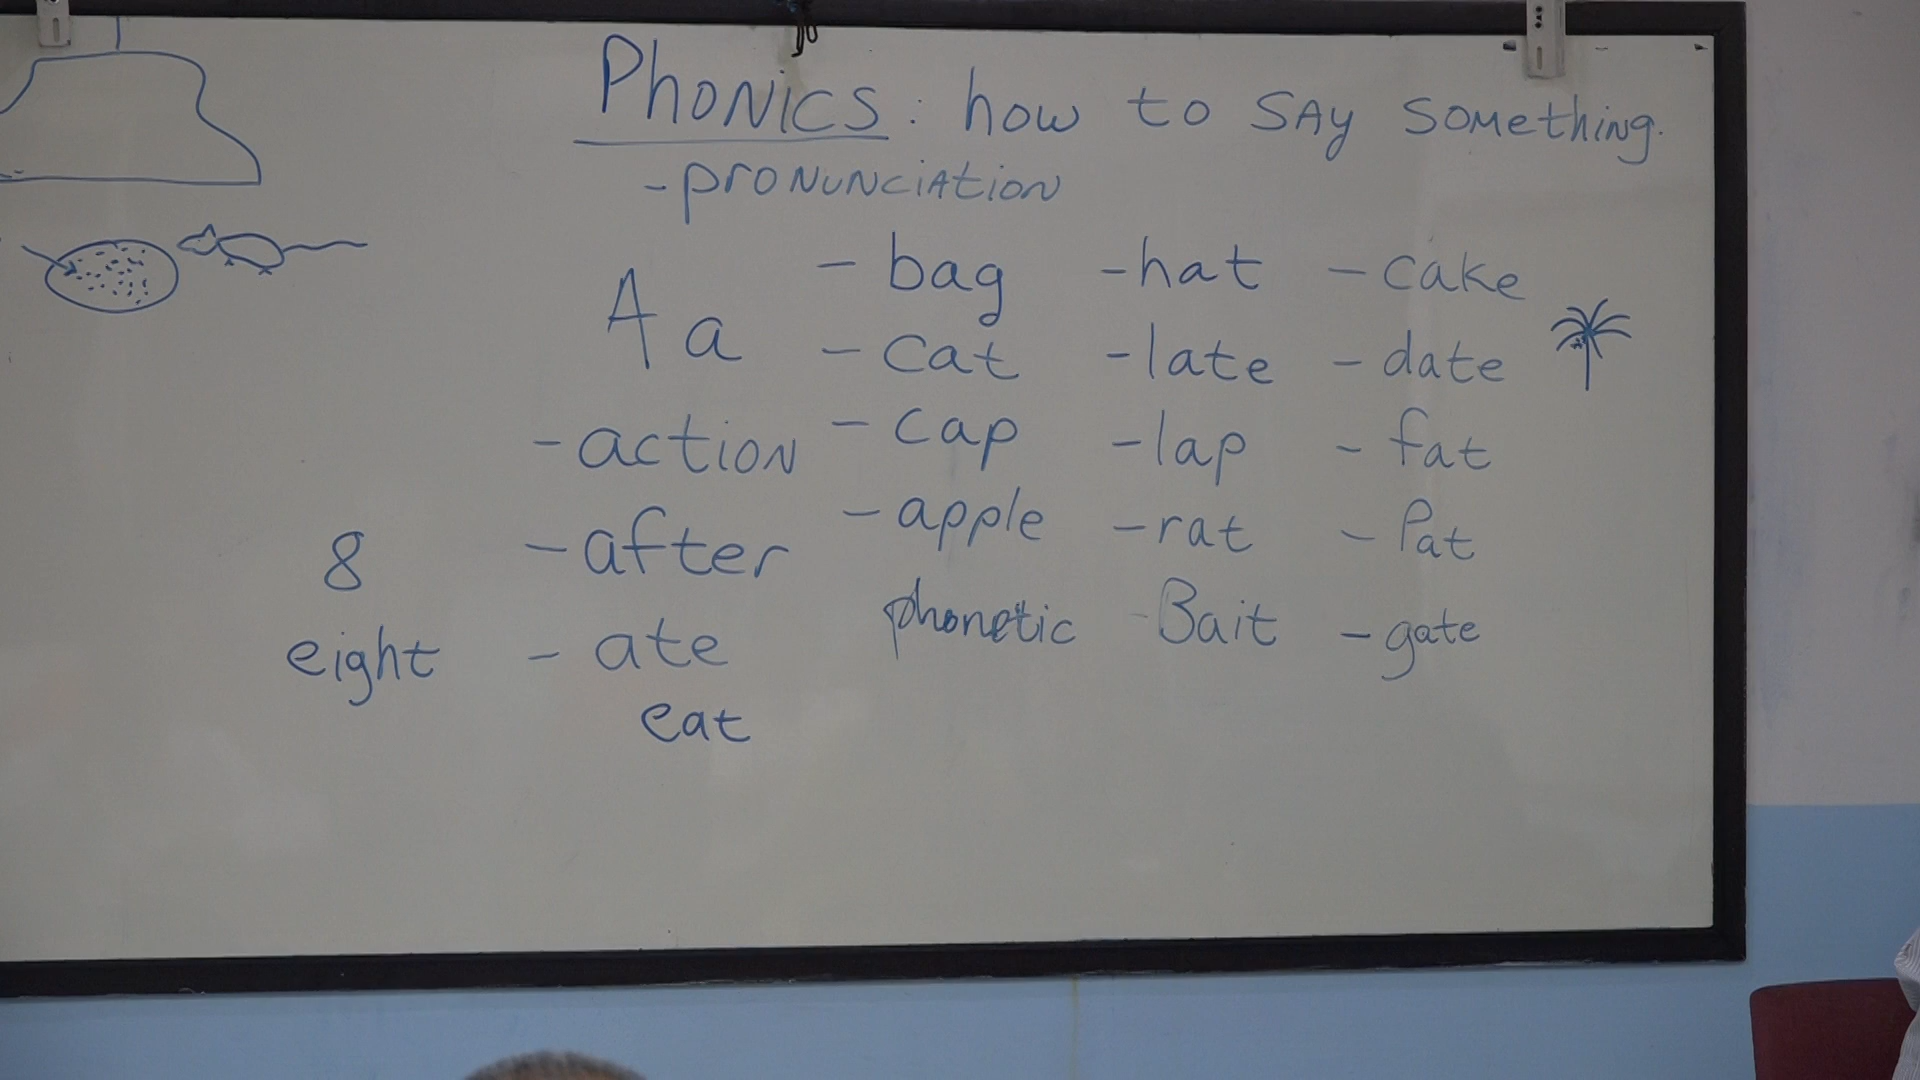 PHONICS: how to SAY SOMething.
- PRONUNCiAtioN
A a
- action
- after
8
eight - ate
eat
- bag - hat - cake
- cat - late - date
- cap - lap - fat
- apple - rat - Pat
phonetic - Bait - gate